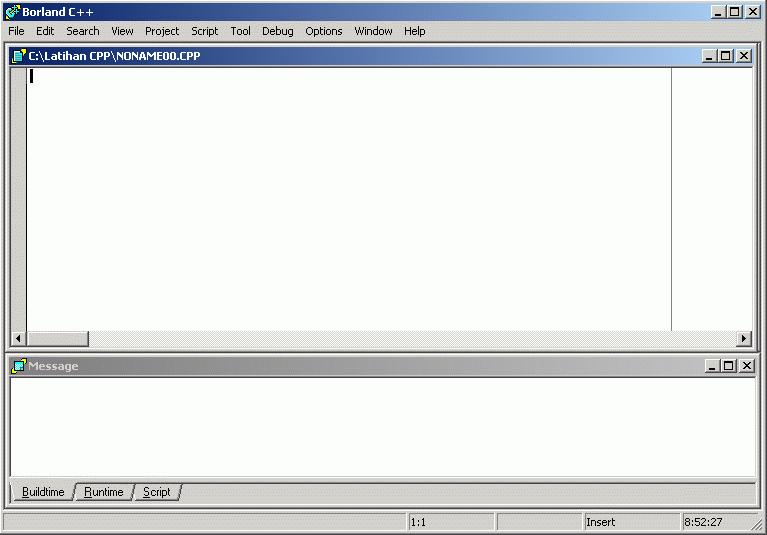 Borland C++
File Edit Search View Project Script Tool Debug Options Window Help
C:\Latihan CPP\NONAME00.CPP
Message
Buildtime Runtime Script
1:1 Insert 8:52:27